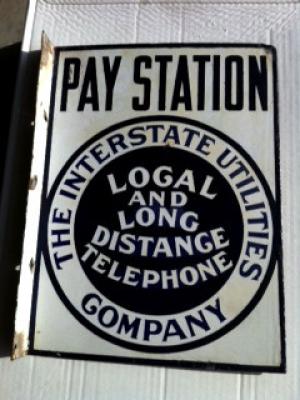 PAY STATION
THE INTERSTATE UTILITIES
LOCAL
AND
LONG
DISTANCE
TELEPHONE
COMPANY